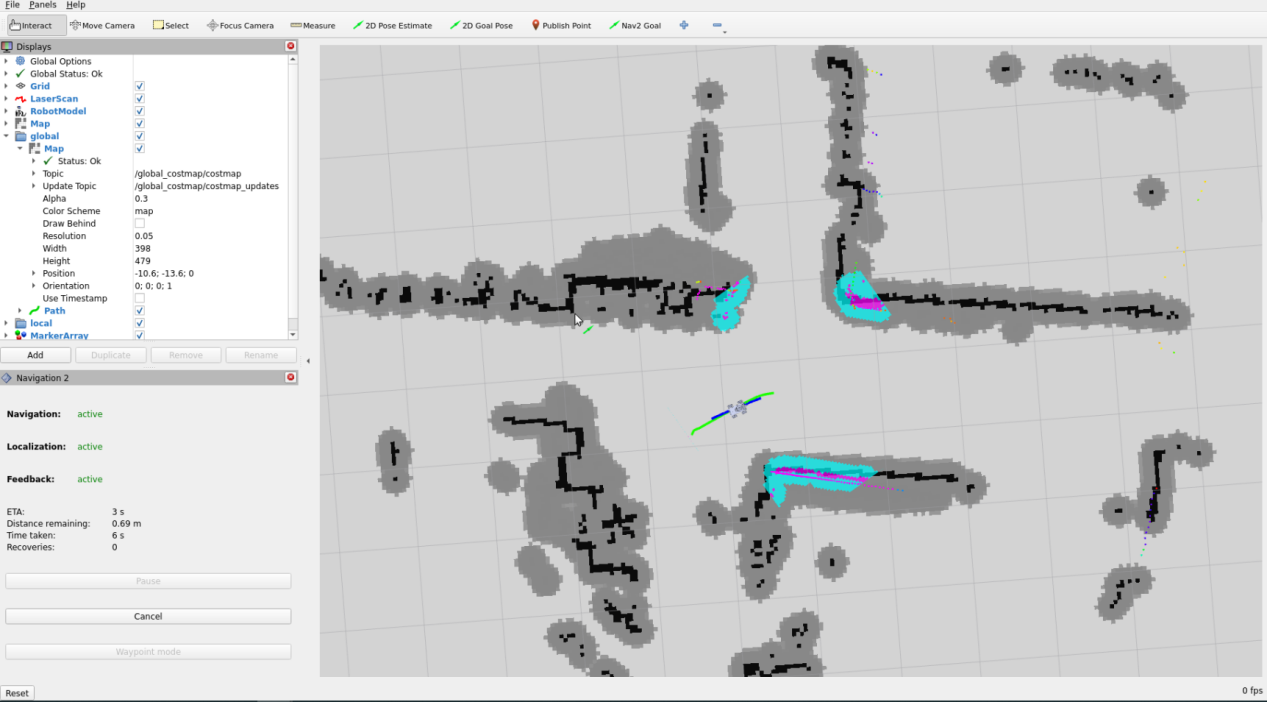 File Panels Help
Interact Move Camera Select Focus Camera Measure 2D Pose Estimate 2D Goal Pose Publish Point Nav2 Goal
Displays
Global Options
Global Status: Ok
Grid
LaserScan
RobotModel
Map
global
Map
Status: Ok
Topic /global_costmap/costmap
Update Topic /global_costmap/costmap_updates
Alpha 0.3
Color Scheme map
Draw Behind
Resolution 0.05
Width 398
Height 479
Position -10.6; -13.6; 0
Orientation 0; 0; 0; 1
Use Timestamp
Path
local
MarkerArray
Add Duplicate Remove Rename
Navigation 2
Navigation: active
Localization: active
Feedback: active
ETA: 3 s
Distance remaining: 0.69 m
Time taken: 6 s
Recoveries: 0
Pause
Cancel
Waypoint mode
Reset 0 fps